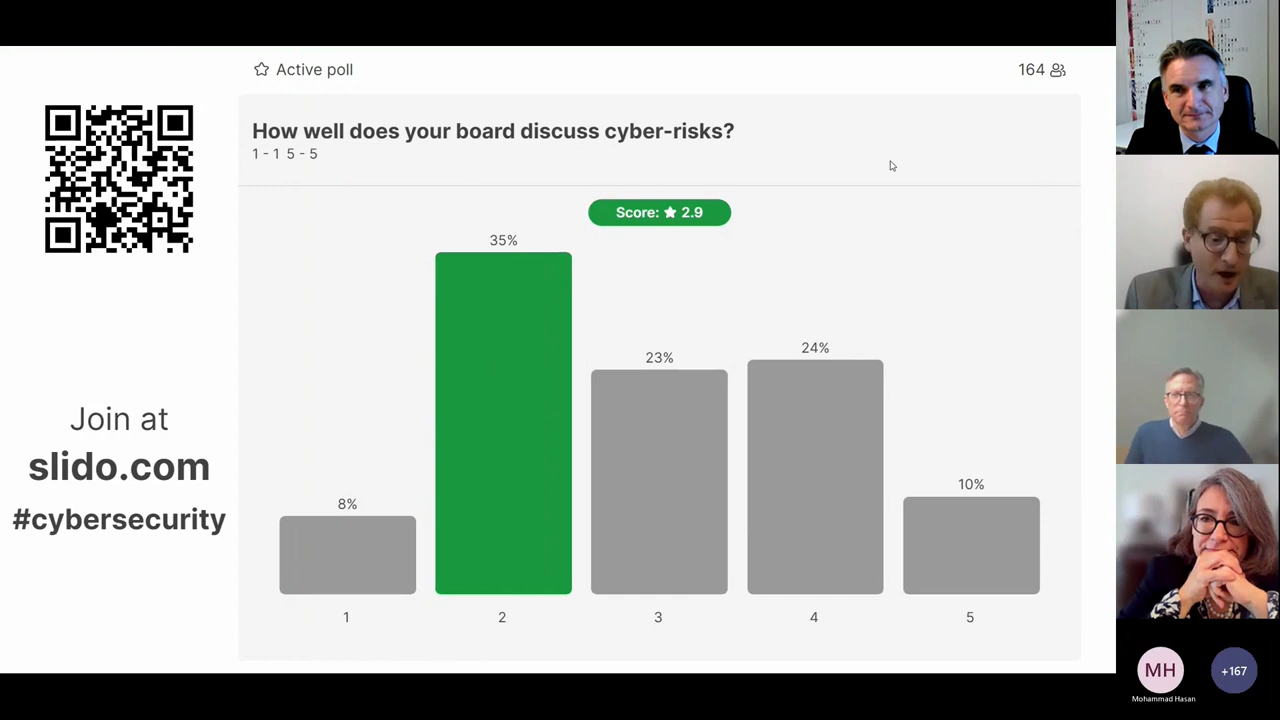 Active poll
164
How well does your board discuss cyber-risks?
1 - 1 5 - 5
Score: ★ 2.9
35%
24%
23%
10%
8%
1
2
3
4
5
Join at
slido.com
#cybersecurity
MH
+167
Mohammad Hasan